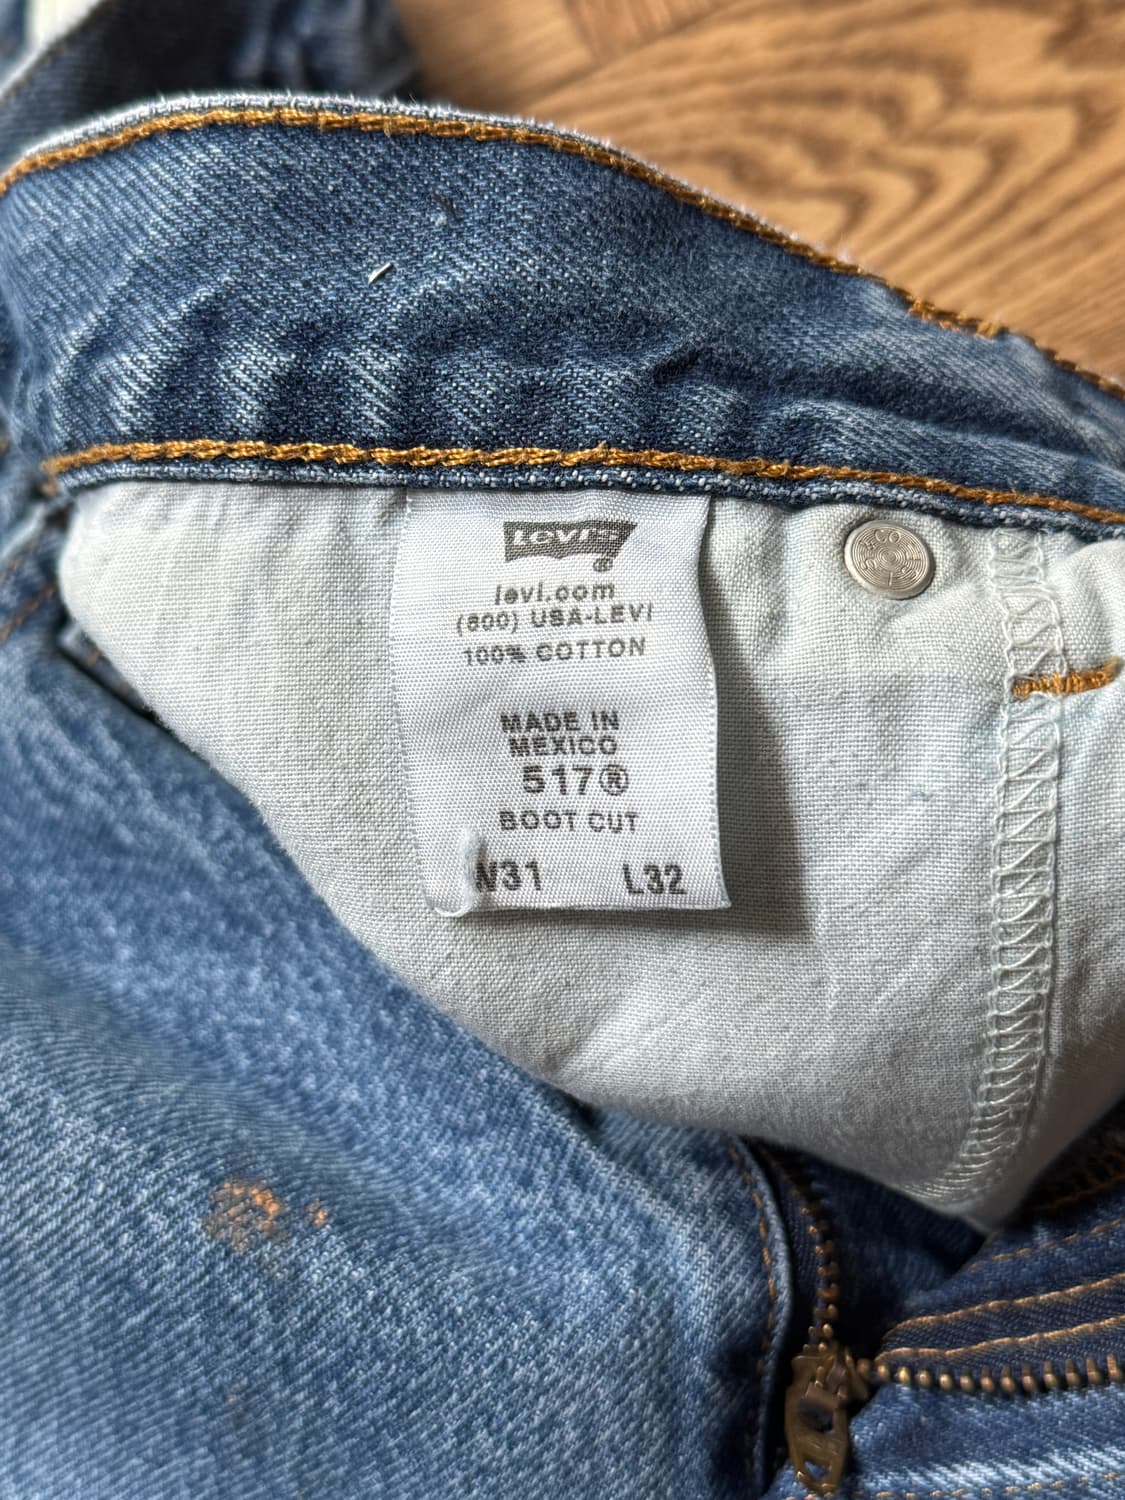 Levi's®
levi.com
(800) USA-LEVI
100% COTTON
MADE IN
MEXICO
517®
BOOT CUT
W31 L32